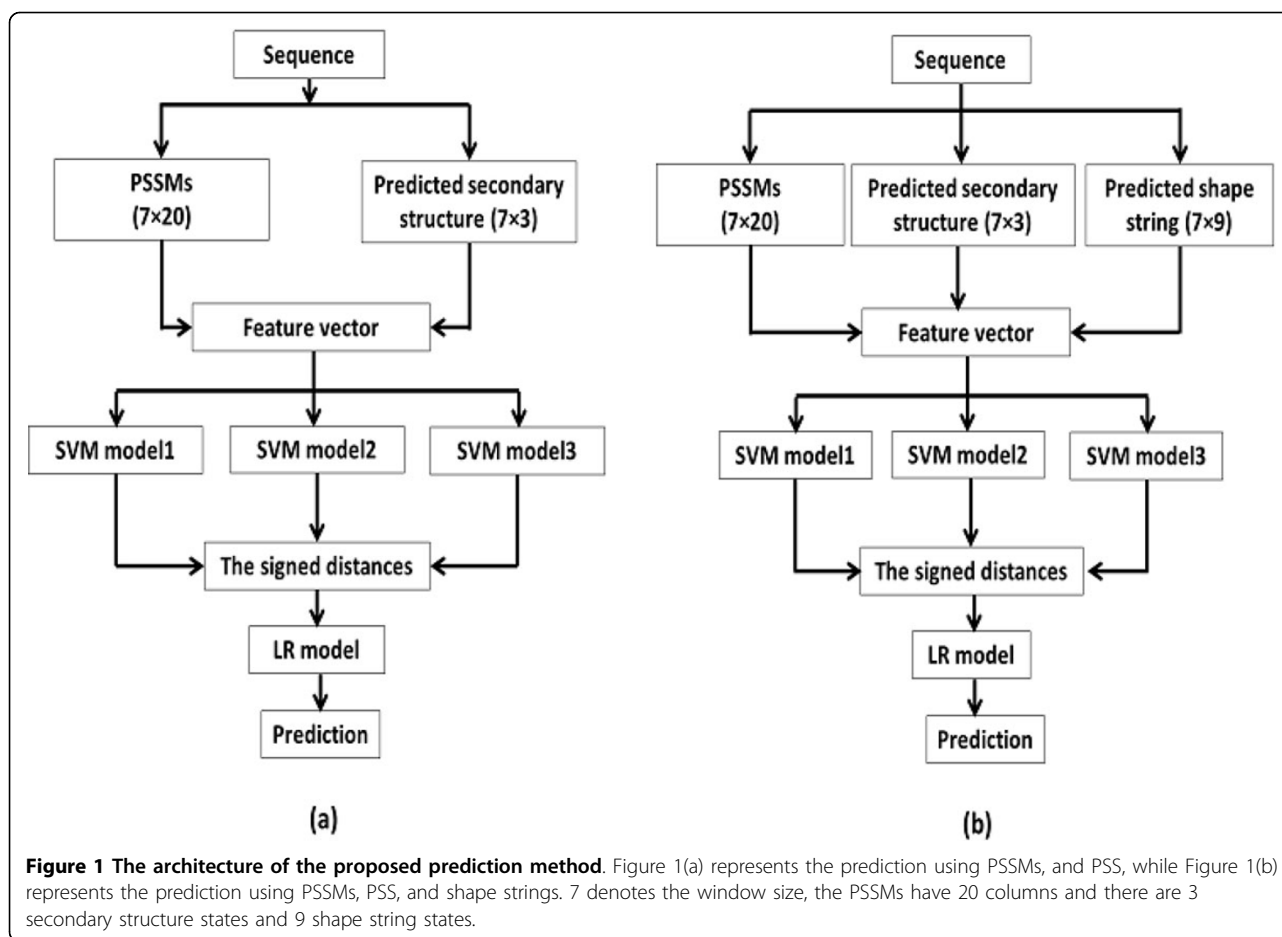 Sequence
PSSMs
(7×20)
Predicted secondary
structure (7×3)
Feature vector
SVM model1
SVM model2
SVM model3
The signed distances
LR model
Prediction
(a)
Sequence
PSSMs
(7×20)
Predicted secondary
structure (7×3)
Predicted shape
string (7×9)
Feature vector
SVM model1
SVM model2
SVM model3
The signed distances
LR model
Prediction
(b)
Figure 1 The architecture of the proposed prediction method. Figure 1(a) represents the prediction using PSSMs, and PSS, while Figure 1(b)
represents the prediction using PSSMs, PSS, and shape strings. 7 denotes the window size, the PSSMs have 20 columns and there are 3
secondary structure states and 9 shape string states.